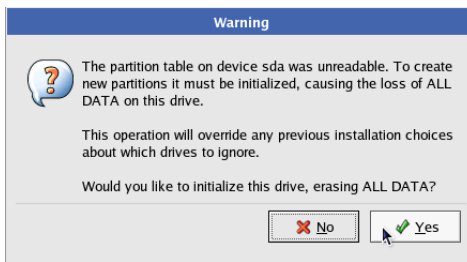 Warning
The partition table on device sda was unreadable. To create
new partitions it must be initialized, causing the loss of ALL
DATA on this drive.
This operation will override any previous installation choices
about which drives to ignore.
Would you like to initialize this drive, erasing ALL DATA?
No Yes